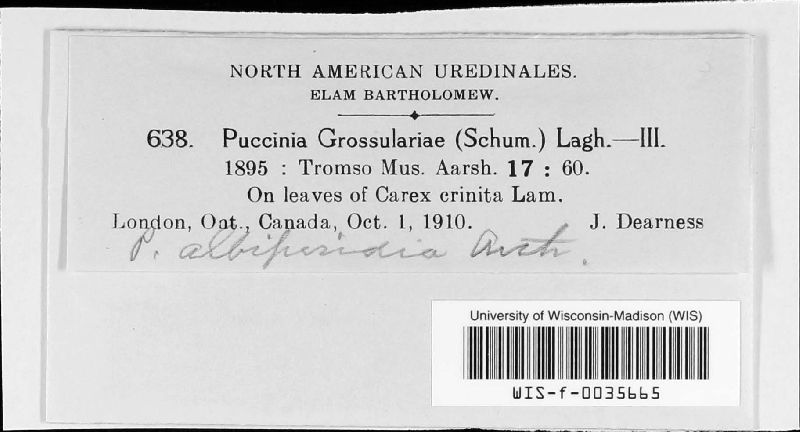 NORTH AMERICAN UREDINALES.
ELAM BARTHOLOMEW.
638. Puccinia Grossulariae (Schum.) Lagh.—III.
1895 : Tromso Mus. Aarsh. 17 : 60.
On leaves of Carex crinita Lam.
London, Ont., Canada, Oct. 1, 1910. J. Dearness
P. albiperidia Arth.
University of Wisconsin-Madison (WIS)
WIS-f-0035665